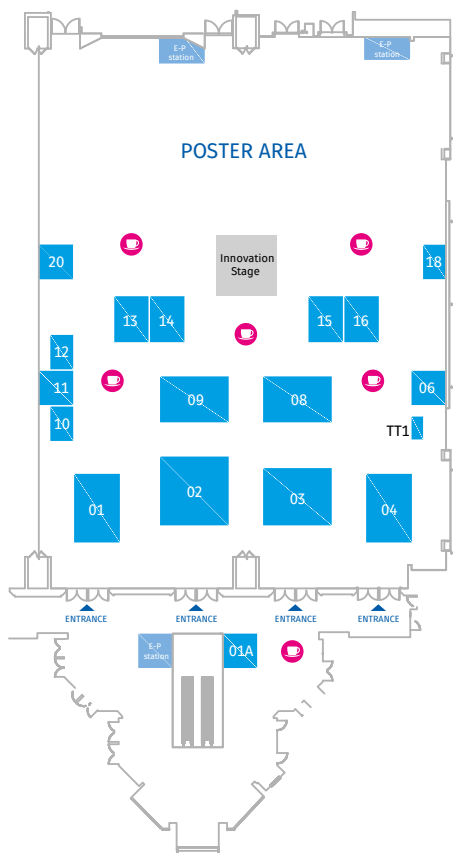 E-P
station
E-P
station
POSTER AREA
20
Innovation
Stage
18
13
14
15
16
12
11
09
08
06
10
TT1
01
02
03
04
ENTRANCE
ENTRANCE
ENTRANCE
ENTRANCE
E-P
station
01A